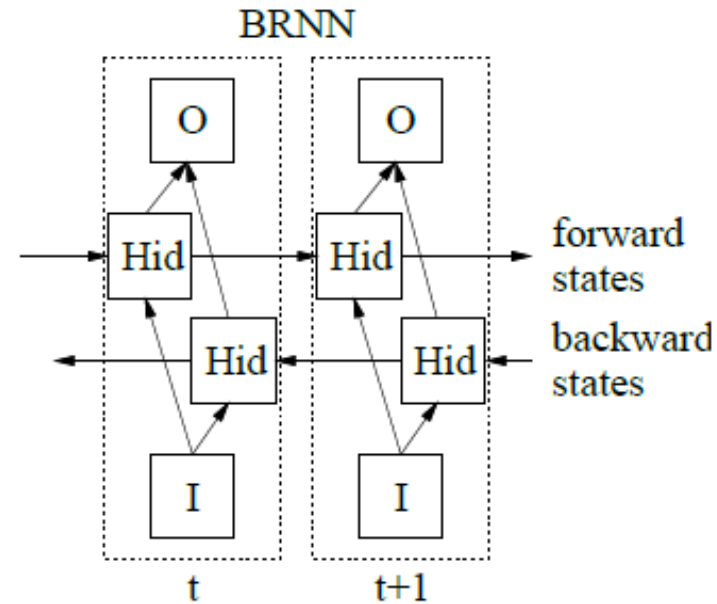 BRNN
O O
Hid Hid
forward
states
Hid Hid
backward
states
I I
t t+1